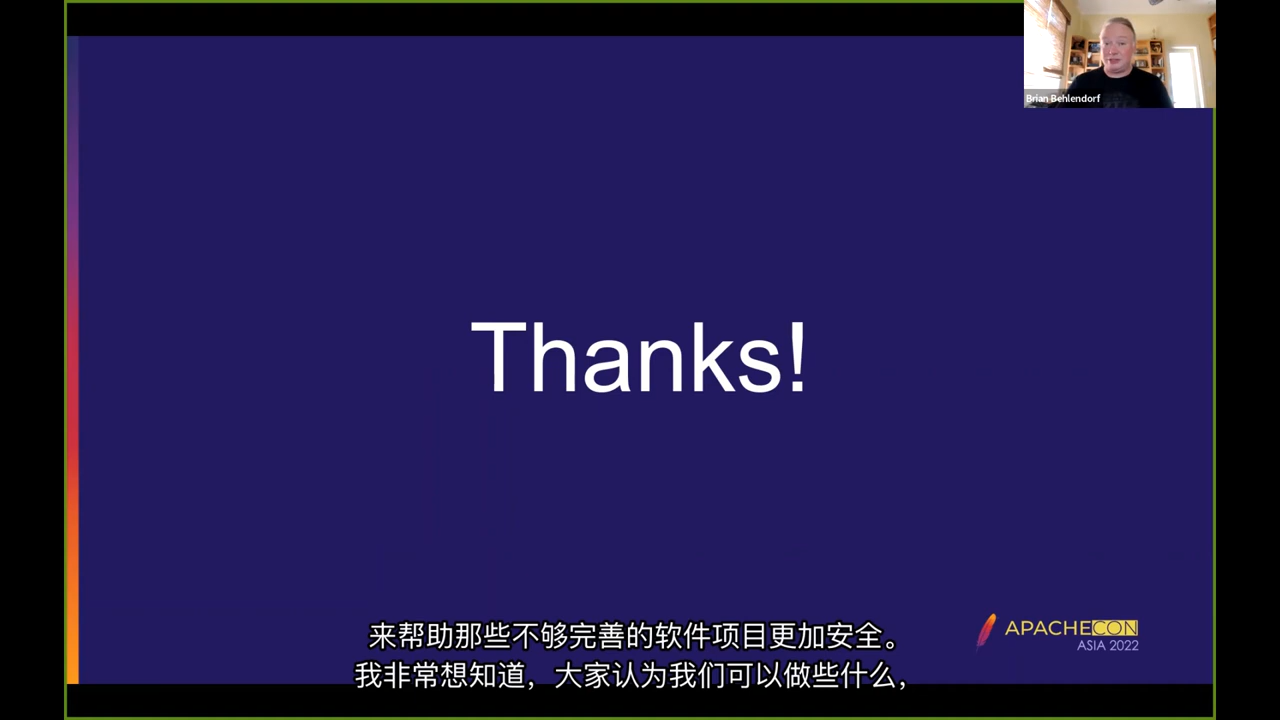 Brian Behlendorf
Thanks!
来帮助那些不够完善的软件项目更加安全。
我非常想知道，大家认为我们可以做些什么，
APACHECON
ASIA 2022